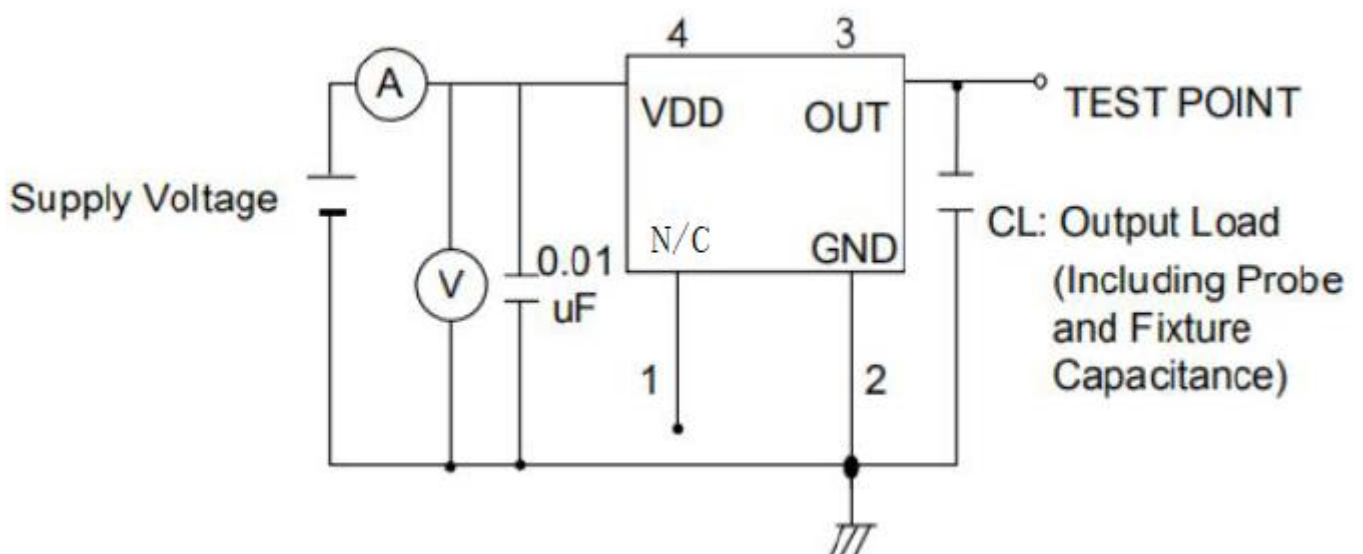 4
3
A
VDD
OUT
TEST POINT
Supply Voltage
N/C
GND
CL: Output Load
(Including Probe
and Fixture
Capacitance)
V
0.01
uF
1
2